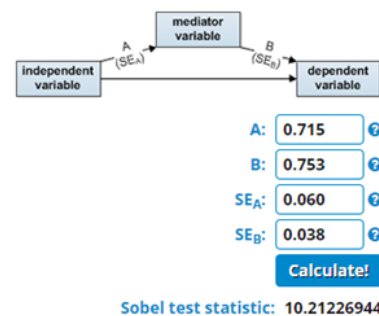 mediator
variable
A
(SEA)
B
(SEB)
independent
variable
dependent
variable
A: 0.715 ?
B: 0.753 ?
SEA: 0.060 ?
SEB: 0.038 ?
Calculate!
Sobel test statistic: 10.21226944